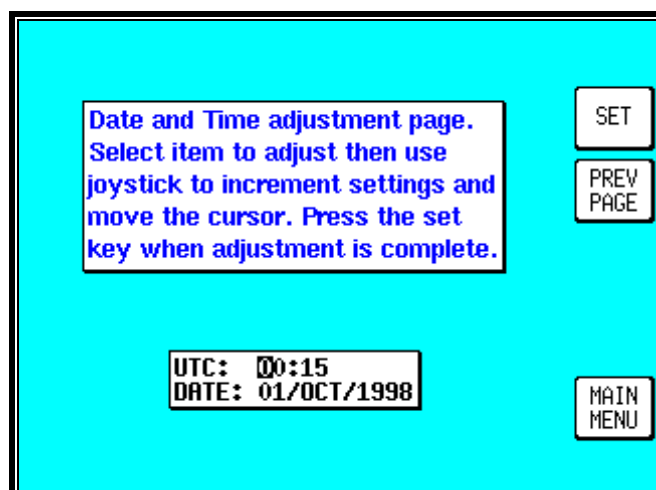 Date and Time adjustment page.
Select item to adjust then use
joystick to increment settings and
move the cursor. Press the set
key when adjustment is complete.
SET
PREV
PAGE
UTC: 00:15
DATE: 01/OCT/1998
MAIN
MENU